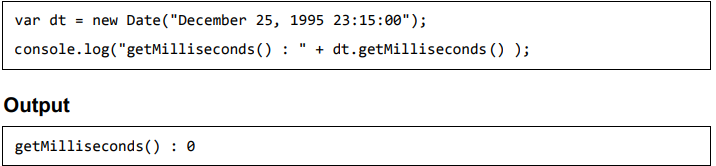 var dt = new Date("December 25, 1995 23:15:00");
console.log("getMilliseconds() : " + dt.getMilliseconds() );
Output
getMilliseconds() : 0